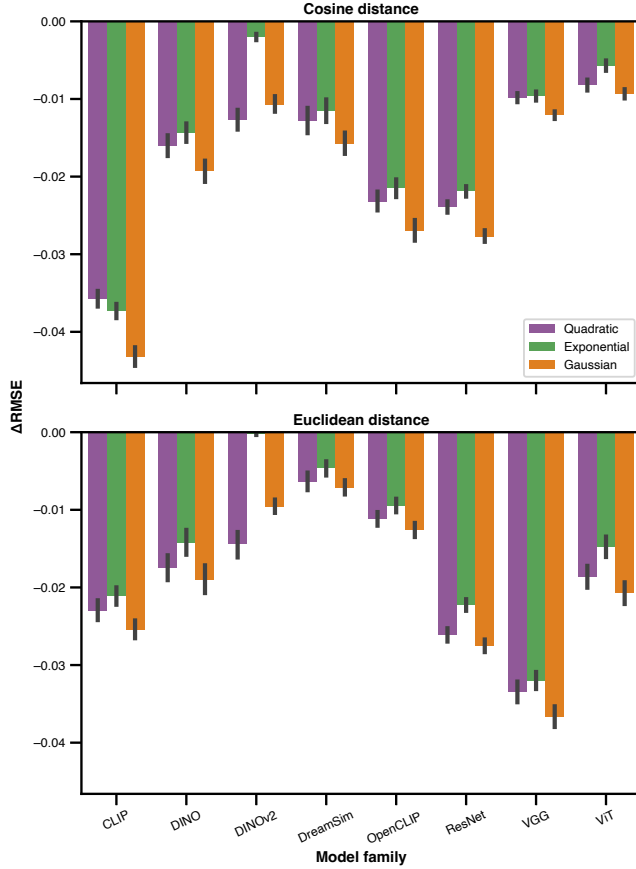 Cosine distance
0.00
−0.01
−0.02
−0.03
−0.04
Quadratic
Exponential
Gaussian
ΔRMSE
Euclidean distance
0.00
−0.01
−0.02
−0.03
−0.04
CLIP DINO DINOv2 DreamSim OpenCLIP ResNet VGG ViT
Model family